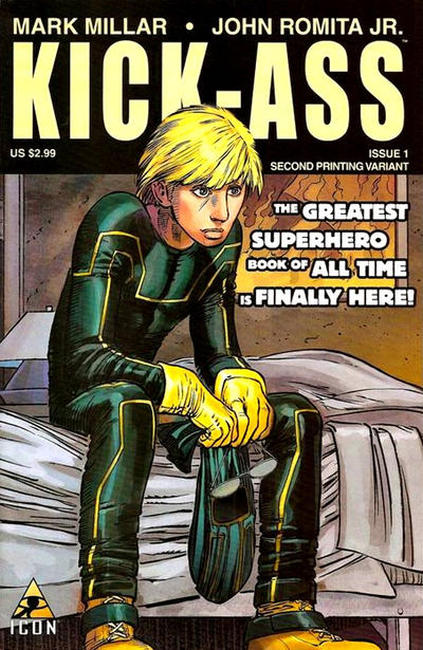 MARK MILLAR • JOHN ROMITA JR.
KICK-ASS™
US $2.99
ISSUE 1
SECOND PRINTING VARIANT
THE GREATEST
SUPERHERO
BOOK OF ALL TIME
IS FINALLY HERE!
ICON